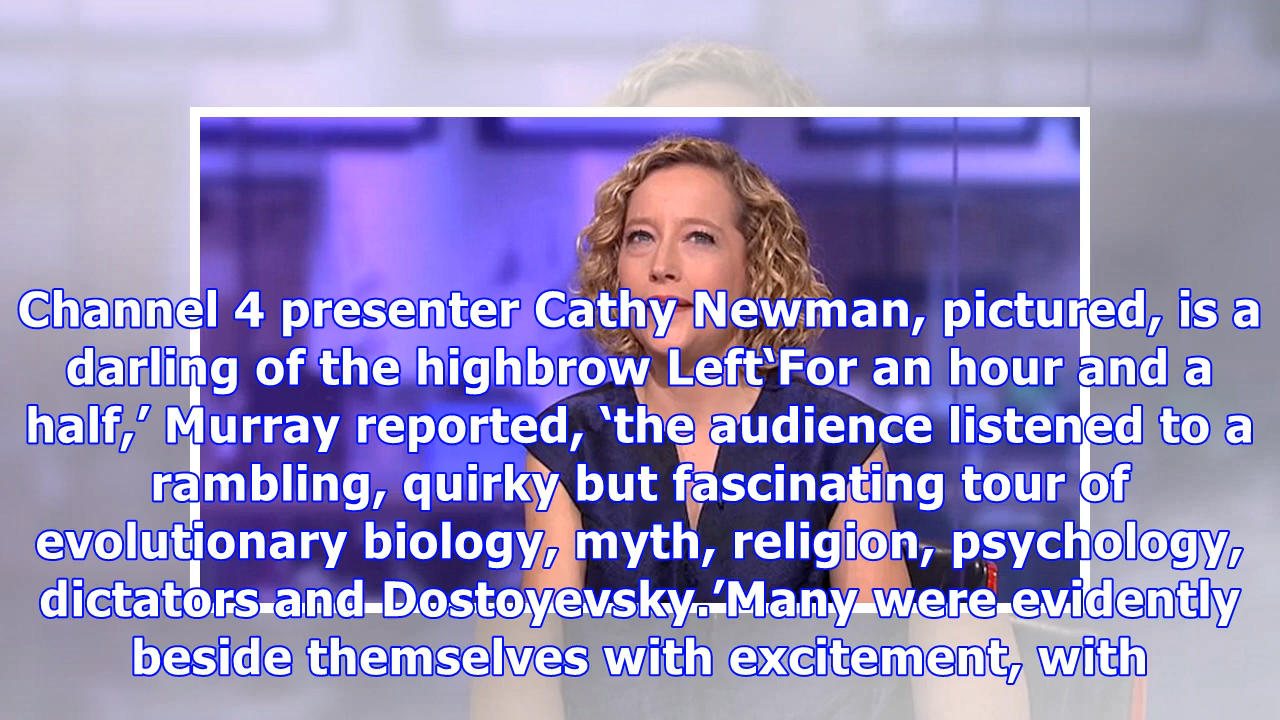 Channel 4 presenter Cathy Newman, pictured, is a
darling of the highbrow Left‘For an hour and a
half,’ Murray reported, ‘the audience listened to a
rambling, quirky but fascinating tour of
evolutionary biology, myth, religion, psychology,
dictators and Dostoyevsky.’Many were evidently
beside themselves with excitement, with